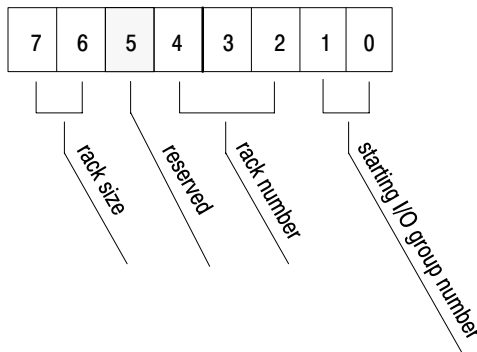 7 6 5 4 3 2 1 0
rack size
reserved
rack number
starting I/O group number